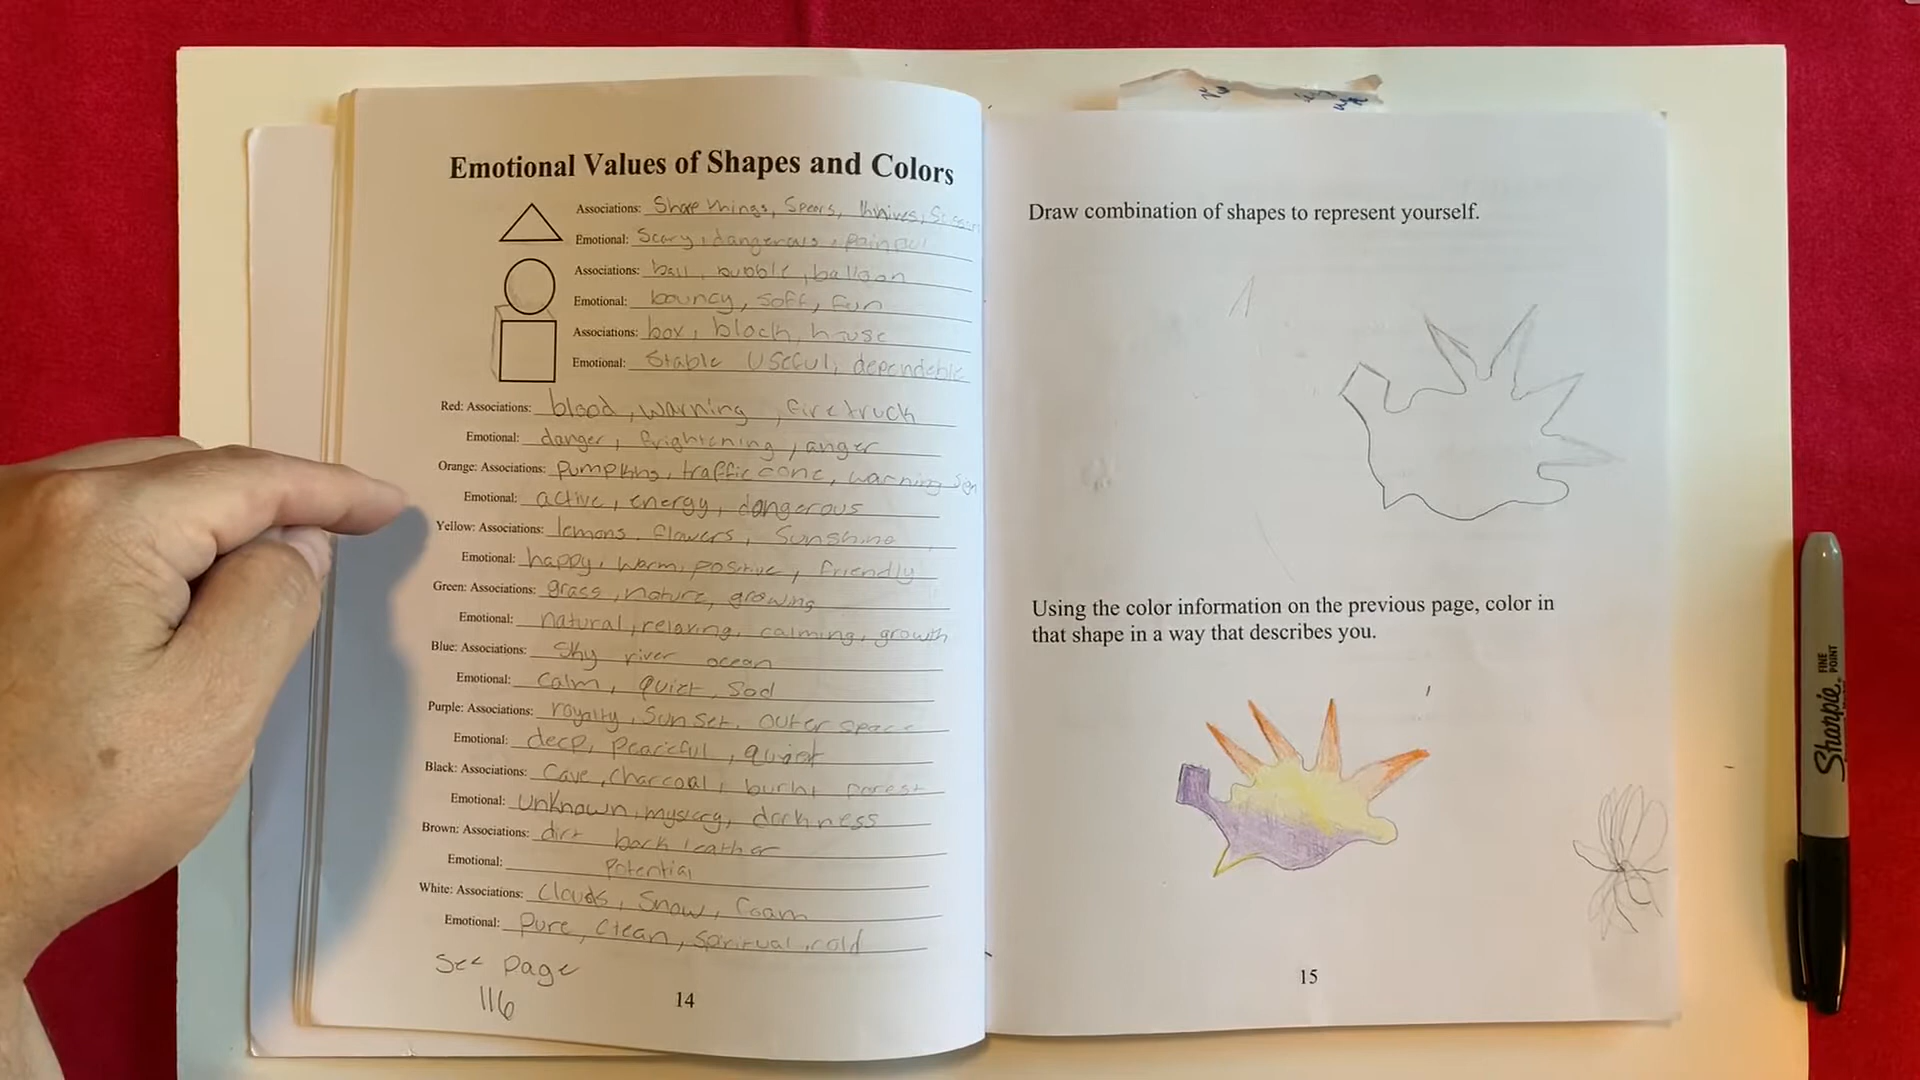 Emotional Values of Shapes and Colors
Associations: Sharp things, Spears, knives,
Emotional: Scary, dangerous, painful
Associations: ball, bubble, balloon
Emotional: bouncy, soft, fun
Associations: box, block, house
Emotional: Stable Useful, dependable
Red: Associations: blood, warning, firetruck
Emotional: danger, frightening, anger
Orange: Associations: pumpkins, traffic cone, warning sign
Emotional: active, energy, dangerous
Yellow: Associations: lemons, flowers, Sunshine
Emotional: happy, warm, positive, friendly
Green: Associations: grass, nature, growing
Emotional: natural, relaxing, calming, growth
Blue: Associations: Sky river ocean
Emotional: calm, quiet, sad
Purple: Associations: royalty, Sunset, outer space
Emotional: deep, peaceful, quiet
Black: Associations: Cave, charcoal, burnt forest
Emotional: Unknown, mystery, darkness
Brown: Associations: dirt bark leather
Emotional: Potential
White: Associations: Clouds, Snow, foam
Emotional: Pure, Clean, Spiritual, cold
See Page
116
14
Draw combination of shapes to represent yourself.
Using the color information on the previous page, color in
that shape in a way that describes you.
15
Sharpie
FINE
POINT